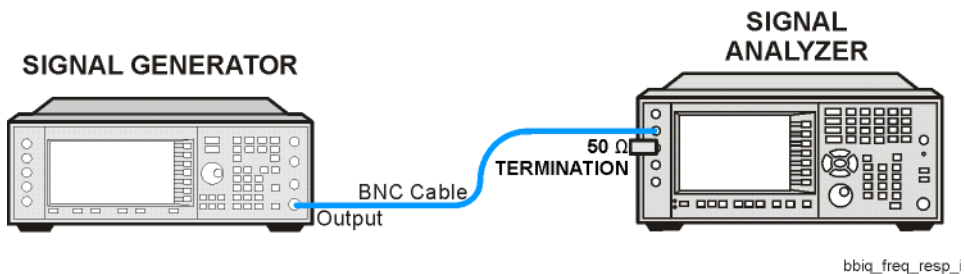 SIGNAL GENERATOR
SIGNAL
ANALYZER
50 Ω
TERMINATION
BNC Cable
Output
bbiq_freq_resp_i